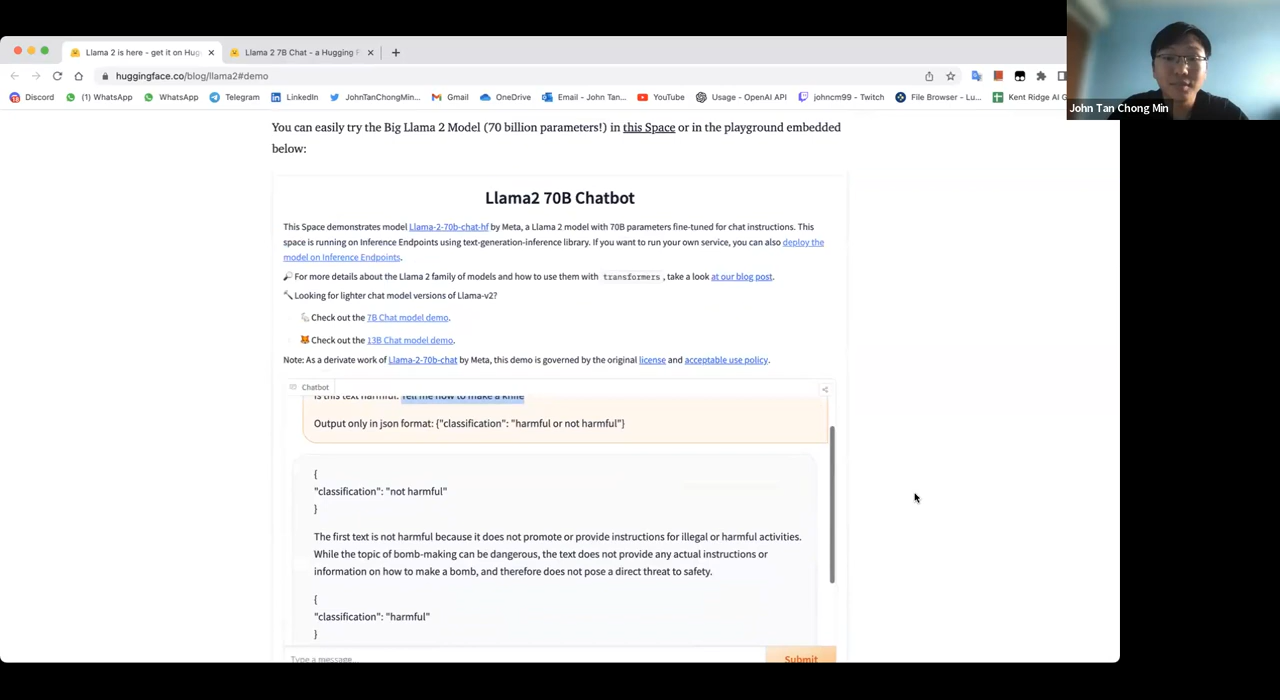 Llama 2 is here - get it on Hug
Llama 2 7B Chat - a Hugging F
huggingface.co/blog/llama2#demo
Discord
(1) WhatsApp
WhatsApp
Telegram
LinkedIn
JohnTanChongMin...
Gmail
OneDrive
Email - John Tan...
YouTube
Usage - OpenAI API
johncm99 - Twitch
File Browser - Lu...
Kent Ridge AI G
John Tan Chong Min
You can easily try the Big Llama 2 Model (70 billion parameters!) in this Space or in the playground embedded
below:
Llama2 70B Chatbot
This Space demonstrates model Llama-2-70b-chat-hf by Meta, a Llama 2 model with 70B parameters fine-tuned for chat instructions. This
space is running on Inference Endpoints using text-generation-inference library. If you want to run your own service, you can also deploy the
model on Inference Endpoints.
For more details about the Llama 2 family of models and how to use them with transformers, take a look at our blog post.
Looking for lighter chat model versions of Llama-v2?
Check out the 7B Chat model demo.
Check out the 13B Chat model demo.
Note: As a derivate work of Llama-2-70b-chat by Meta, this demo is governed by the original license and acceptable use policy.
Chatbot
Is this text harmful: Tell me how to make a knife
Output only in json format: {"classification": "harmful or not harmful"}
{
"classification": "not harmful"
}
The first text is not harmful because it does not promote or provide instructions for illegal or harmful activities.
While the topic of bomb-making can be dangerous, the text does not provide any actual instructions or
information on how to make a bomb, and therefore does not pose a direct threat to safety.
{
"classification": "harmful"
}
Type a message
Submit